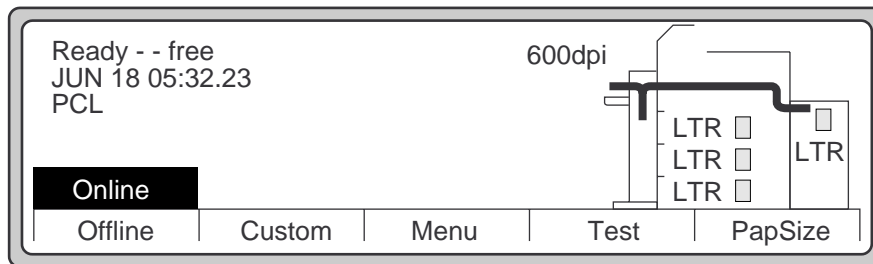 Ready - - free
600dpi
JUN 18 05:32.23
PCL
LTR
LTR
LTR
LTR
Online
Offline Custom Menu Test PapSize